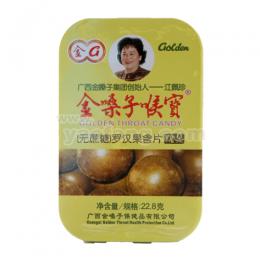 金G
Golden
广西金嗓子集团创始人——江佩珍
金嗓子喉宝®
GOLDEN THROAT CANDY
(无蔗糖)罗汉果含片
净含量/规格:22.8克
广西金嗓子保健品有限公司
Guangxi Golden Throat Health Protection Co.Ltd